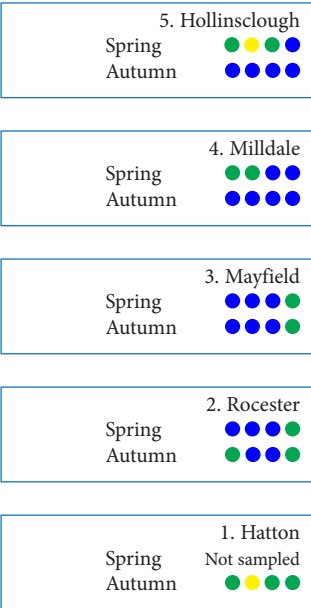 5. Hollinsclough
Spring
Autumn
4. Milldale
Spring
Autumn
3. Mayfield
Spring
Autumn
2. Rocester
Spring
Autumn
1. Hatton
Spring Not sampled
Autumn